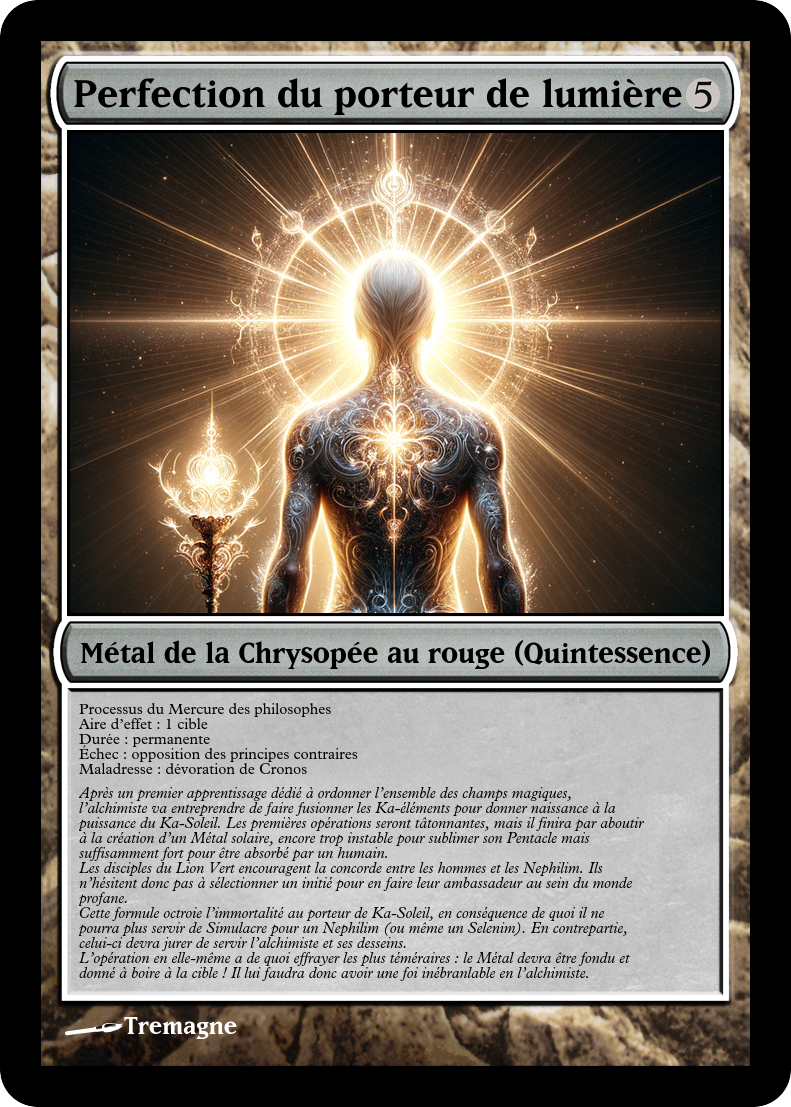 Perfection du porteur de lumière 5
Métal de la Chrysopée au rouge (Quintessence)
Processus du Mercure des philosophes
Aire d'effet : 1 cible
Durée : permanente
Échec : opposition des principes contraires
Maladresse : dévoration de Cronos
Après un premier apprentissage dédié à ordonner l'ensemble des champs magiques,
l'alchimiste va entreprendre de faire fusionner les Ka-éléments pour donner naissance à la
puissance du Ka-Soleil. Les premières opérations seront tâtonnantes, mais il finira par aboutir
à la création d'un Métal solaire, encore trop instable pour sublimer son Pentacle mais
suffisamment fort pour être absorbé par un humain.
Les disciples du Lion Vert encouragent la concorde entre les hommes et les Nephilim. Ils
n'hésitent donc pas à sélectionner un initié pour en faire leur ambassadeur au sein du monde
profane.
Cette formule octroie l'immortalité au porteur de Ka-Soleil, en conséquence de quoi il ne
pourra plus servir de Simulacre pour un Nephilim (ou même un Selenim). En contrepartie,
celui-ci devra jurer de servir l'alchimiste et ses desseins.
L'opération en elle-même a de quoi effrayer les plus téméraires : le Métal devra être fondu et
donné à boire à la cible ! Il lui faudra donc avoir une foi inébranlable en l'alchimiste.
Tremagne